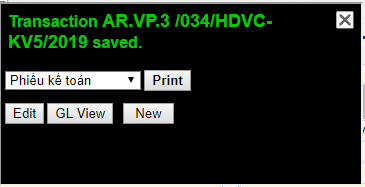 Transaction AR.VP.3 /034/HDVC-
KV5/2019 saved.
Phiếu kế toán Print
Edit GL View New